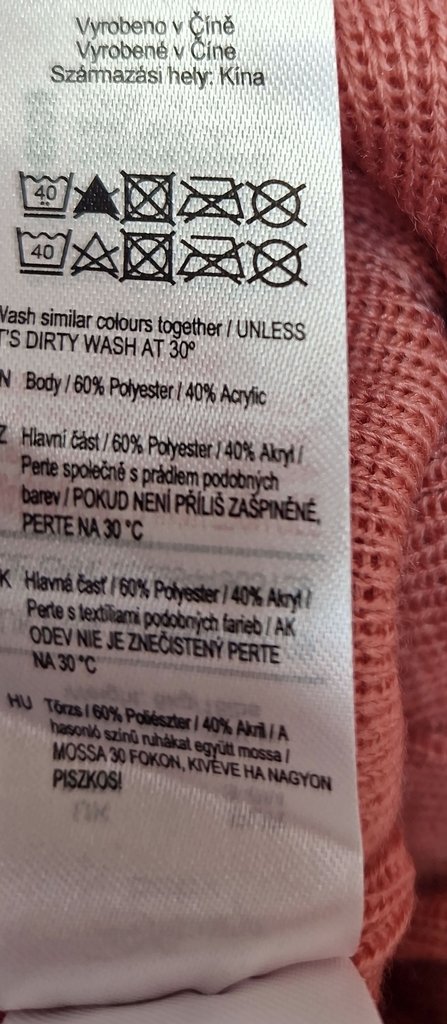 Vyrobeno v Číně
Vyrobené v Číne
Származási hely: Kína
40
40
Wash similar colours together / UNLESS
T'S DIRTY WASH AT 30º
N Body / 60% Polyester / 40% Acrylic
Z Hlavní část / 60% Polyester / 40% Akryl /
Perte společně s prádlem podobných
barev / POKUD NENÍ PŘÍLIŠ ZAŠPINĚNÉ,
PERTE NA 30 °C
K Hlavná časť / 60% Polyester / 40% Akryl /
Perte s textíliami podobných farieb / AK
ODEV NIE JE ZNEČISTENÝ PERTE
NA 30 °C
HU Törzs / 60% Poliészter / 40% Akril / A
hasonló színű ruhákat együtt mossa /
MOSSA 30 FOKON, KIVÉVE HA NAGYON
PISZKOS!